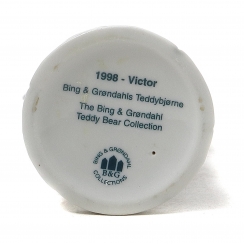 1998 - Victor
Bing & Grøndahls Teddybjørne
The Bing & Grøndahl
Teddy Bear Collection
BING & GRØNDAHL
B&G
COLLECTIONS